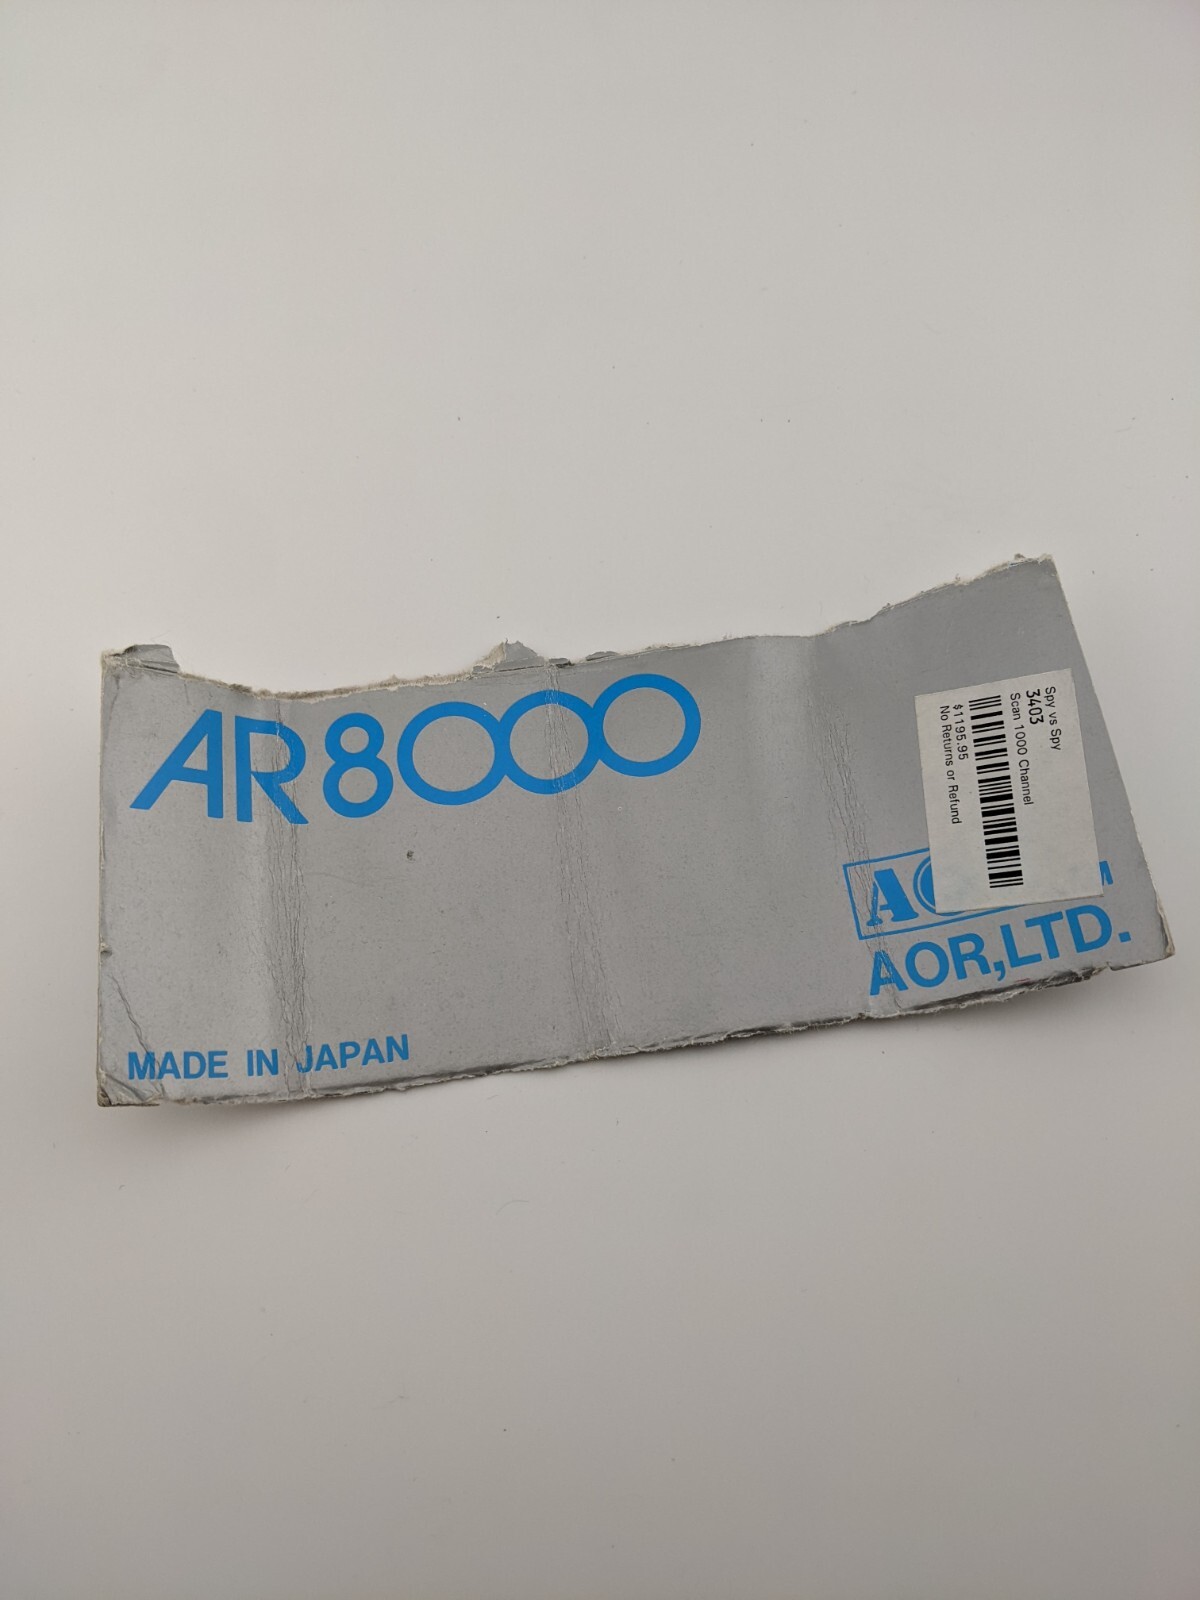 AR8000
Spy vs Spy
3403
Scan 1000 Channel
$1195.95
No Returns or Refund
AOR,LTD.
MADE IN JAPAN